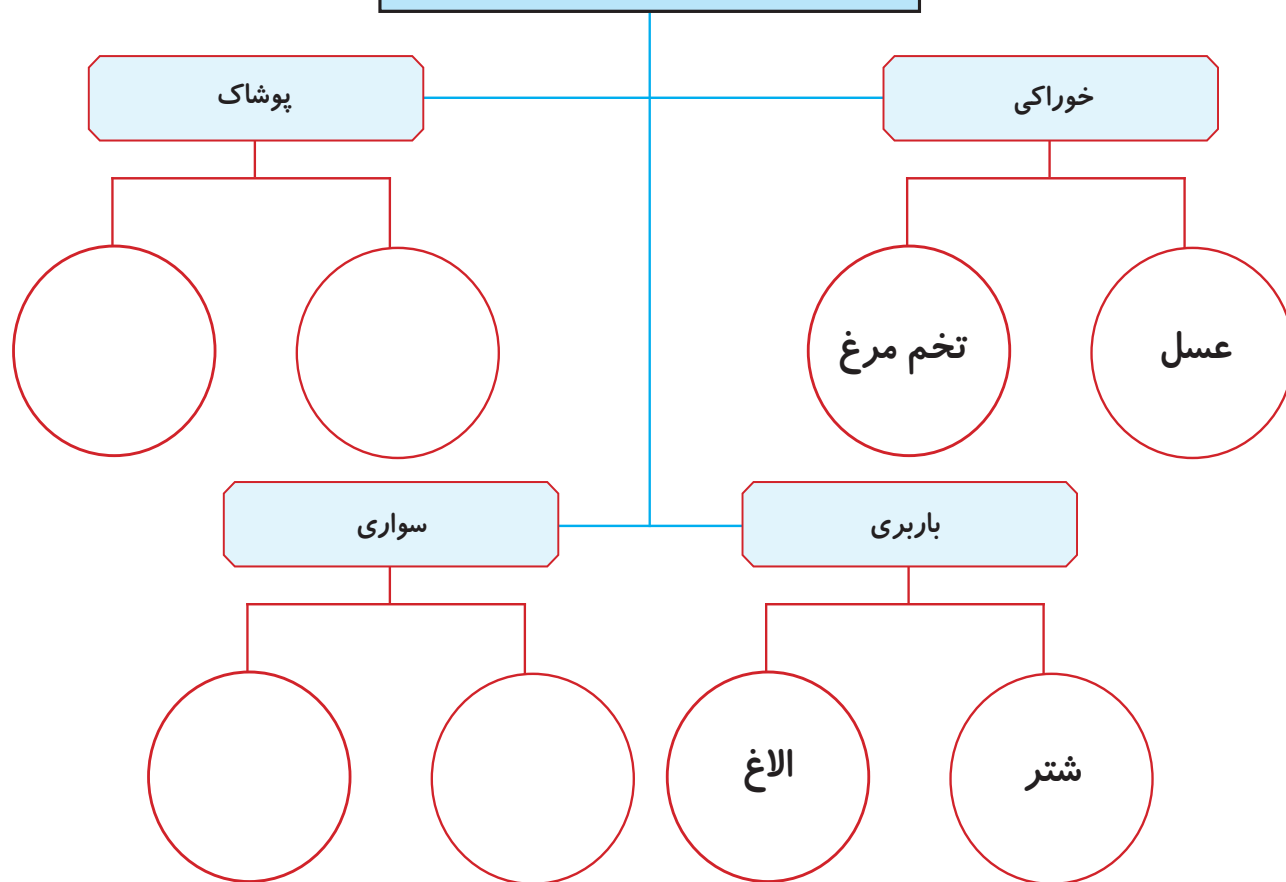 خوراکی
پوشاک
عسل
تخم مرغ
باربری
سواری
شتر
الاغ